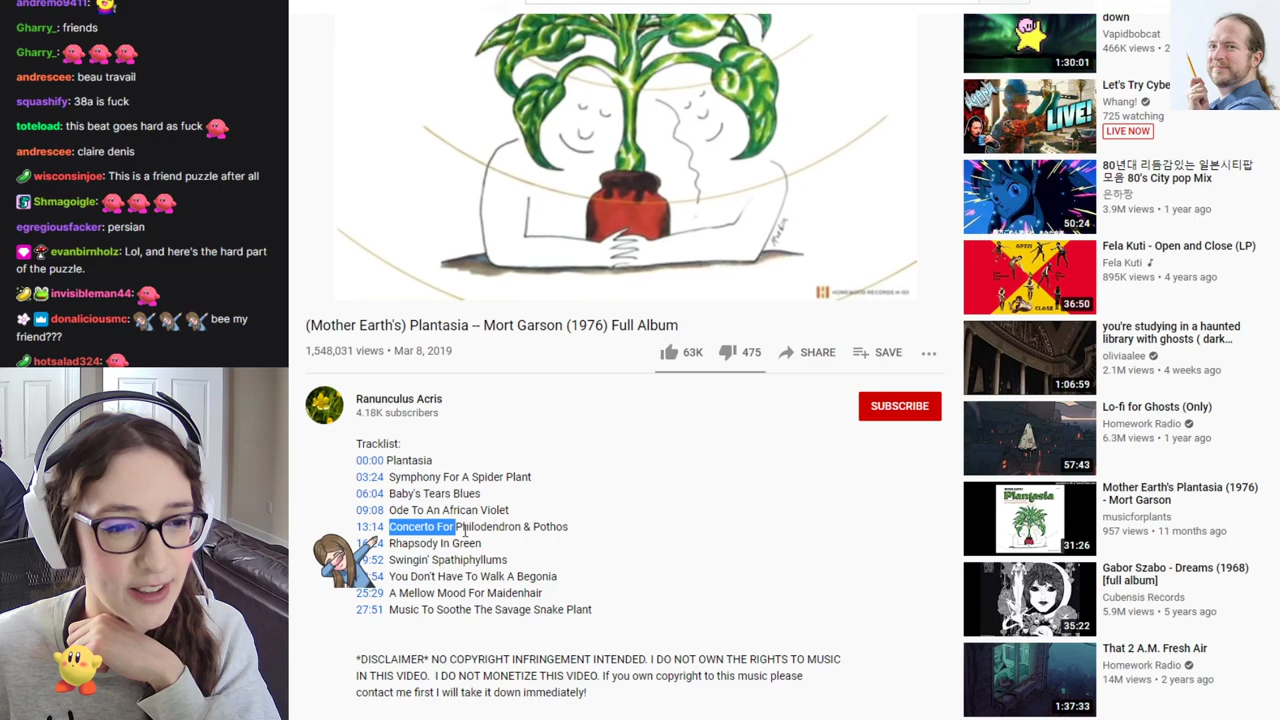 andremo9411:
Gharry_: friends
Gharry_:
andrescee: beau travail
squashify: 38a is fuck
toteload: this beat goes hard as fuck
andrescee: claire denis
wisconsinjoe: This is a friend puzzle after all
Shmagoigle:
egregiousfacker: persian
evanbirnholz: Lol, and here's the hard part
of the puzzle.
invisibleman44:
donaliciousmc: bee my
friend???
hotsalad324:
HOMEWOOD RECORDS H-101
(Mother Earth's) Plantasia -- Mort Garson (1976) Full Album
1,548,031 views • Mar 8, 2019
63K 475 SHARE SAVE
Ranunculus Acris
4.18K subscribers
SUBSCRIBE
Tracklist:
00:00 Plantasia
03:24 Symphony For A Spider Plant
06:04 Baby's Tears Blues
09:08 Ode To An African Violet
13:14 Concerto For Philodendron & Pothos
Rhapsody In Green
:52 Swingin' Spathiphyllums
:54 You Don't Have To Walk A Begonia
25:29 A Mellow Mood For Maidenhair
27:51 Music To Soothe The Savage Snake Plant
*DISCLAIMER* NO COPYRIGHT INFRINGEMENT INTENDED. I DO NOT OWN THE RIGHTS TO MUSIC
IN THIS VIDEO. I DO NOT MONETIZE THIS VIDEO. If you own copyright to this music please
contact me first I will take it down immediately!
down
Vapidbobcat
466K views • 2
1:30:01
Let's Try Cybe
Whang!
725 watching
LIVE NOW
LIVE!
80년대 리듬감있는 일본시티팝
모음 80's City pop Mix
은하짱
3.9M views • 1 year ago
50:24
Fela Kuti - Open and Close (LP)
Fela Kuti
895K views • 4 years ago
OPEN
CLOSE
36:50
you're studying in a haunted
library with ghosts ( dark…
oliviaalee
2.1M views • 4 weeks ago
1:06:59
Lo-fi for Ghosts (Only)
Homework Radio
6.3M views • 1 year ago
57:43
Mother Earth's Plantasia (1976)
- Mort Garson
musicforplants
957 views • 11 months ago
Plantasia
31:26
Gabor Szabo - Dreams (1968)
[full album]
Cubensis Records
5.9M views • 5 years ago
35:22
That 2 A.M. Fresh Air
Homework Radio
14M views • 2 years ago
1:37:33